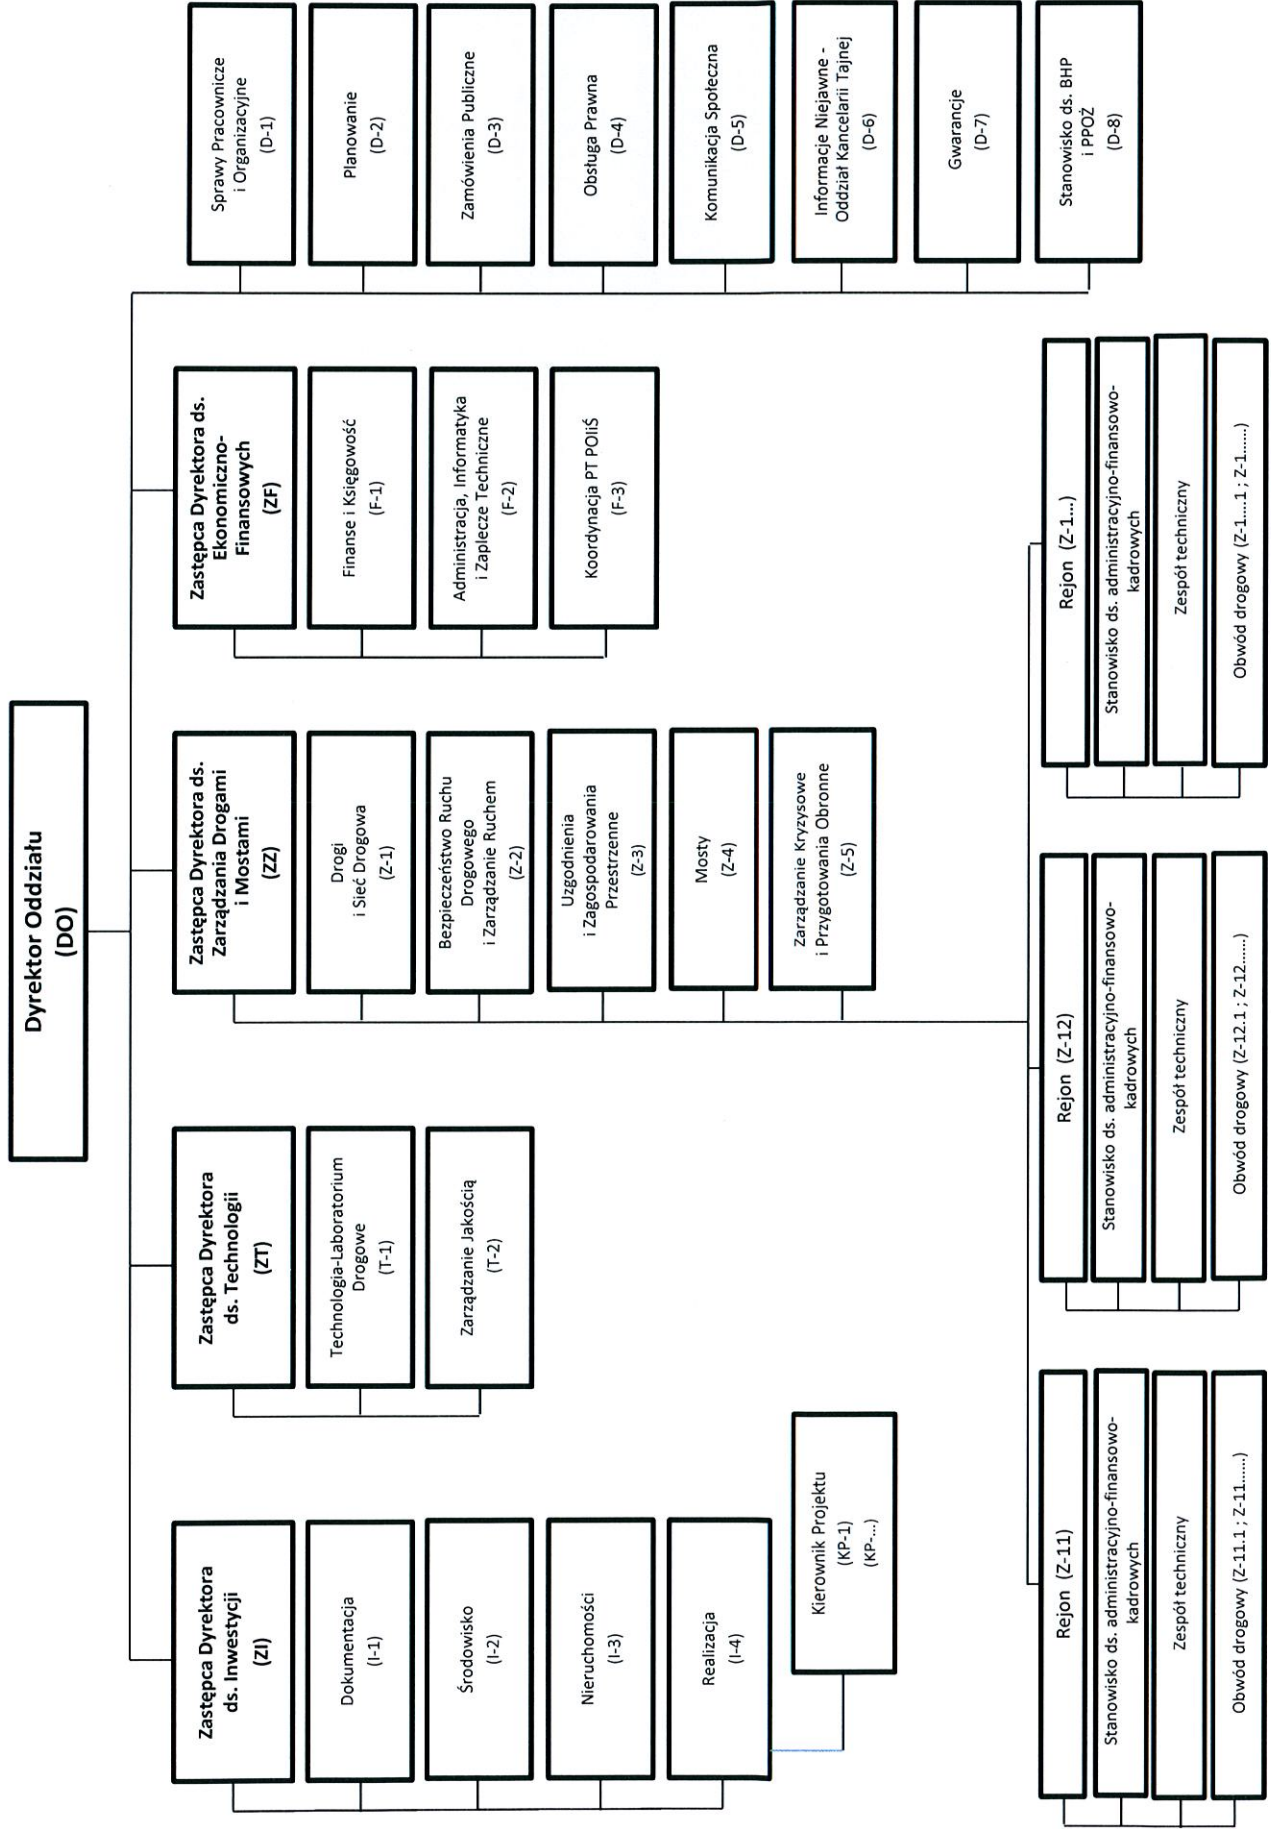 Dyrektor Oddziału
(DO)
Zastępca Dyrektora
ds. Inwestycji
(ZI)
Dokumentacja
(I-1)
Środowisko
(I-2)
Nieruchomości
(I-3)
Realizacja
(I-4)
Kierownik Projektu
(KP-1)
(KP-...)
Zastępca Dyrektora
ds. Technologii
(ZT)
Technologia-Laboratorium
Drogowe
(T-1)
Zarządzanie Jakością
(T-2)
Zastępca Dyrektora ds.
Zarządzania Drogami
i Mostami
(ZZ)
Drogi
i Sieć Drogowa
(Z-1)
Bezpieczeństwo Ruchu
Drogowego
i Zarządzanie Ruchem
(Z-2)
Uzgodnienia
i Zagospodarowania
Przestrzenne
(Z-3)
Mosty
(Z-4)
Zarządzanie Kryzysowe
i Przygotowania Obronne
(Z-5)
Zastępca Dyrektora ds.
Ekonomiczno-
Finansowych
(ZF)
Finanse i Księgowość
(F-1)
Administracja, Informatyka
i Zaplecze Techniczne
(F-2)
Koordynacja PT POIiŚ
(F-3)
Sprawy Pracownicze
i Organizacyjne
(D-1)
Planowanie
(D-2)
Zamówienia Publiczne
(D-3)
Obsługa Prawna
(D-4)
Komunikacja Społeczna
(D-5)
Informacje Niejawne -
Oddział Kancelarii Tajnej
(D-6)
Gwarancje
(D-7)
Stanowisko ds. BHP
i PPOŻ
(D-8)
Rejon (Z-11)
Stanowisko ds. administracyjno-finansowo-
kadrowych
Zespół techniczny
Obwód drogowy (Z-11.1 ; Z-11......)
Rejon (Z-12)
Stanowisko ds. administracyjno-finansowo-
kadrowych
Zespół techniczny
Obwód drogowy (Z-12.1 ; Z-12......)
Rejon (Z-1...)
Stanowisko ds. administracyjno-finansowo-
kadrowych
Zespół techniczny
Obwód drogowy (Z-1....1 ; Z-1......)